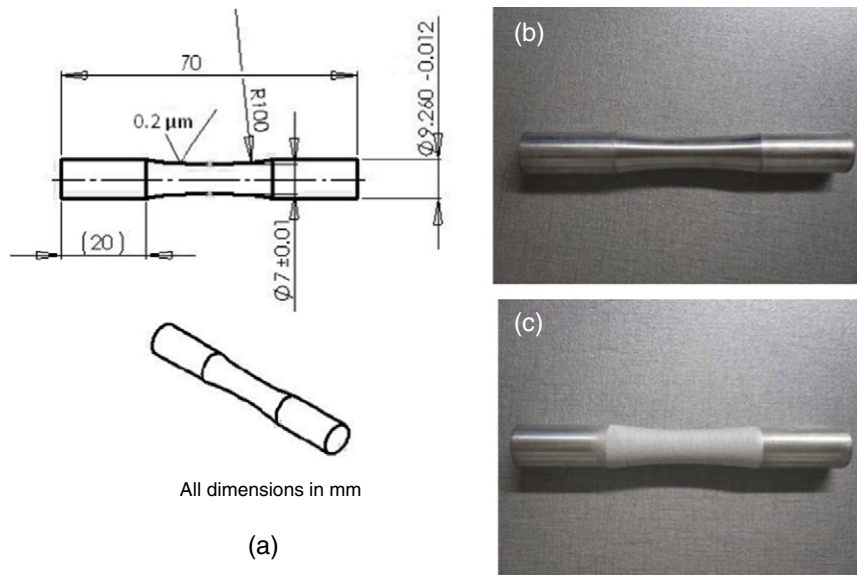 70
0.2 μm
R100
Ø9.260 -0.012
(20)
Ø7±0.01
All dimensions in mm
(a)
(b)
(c)